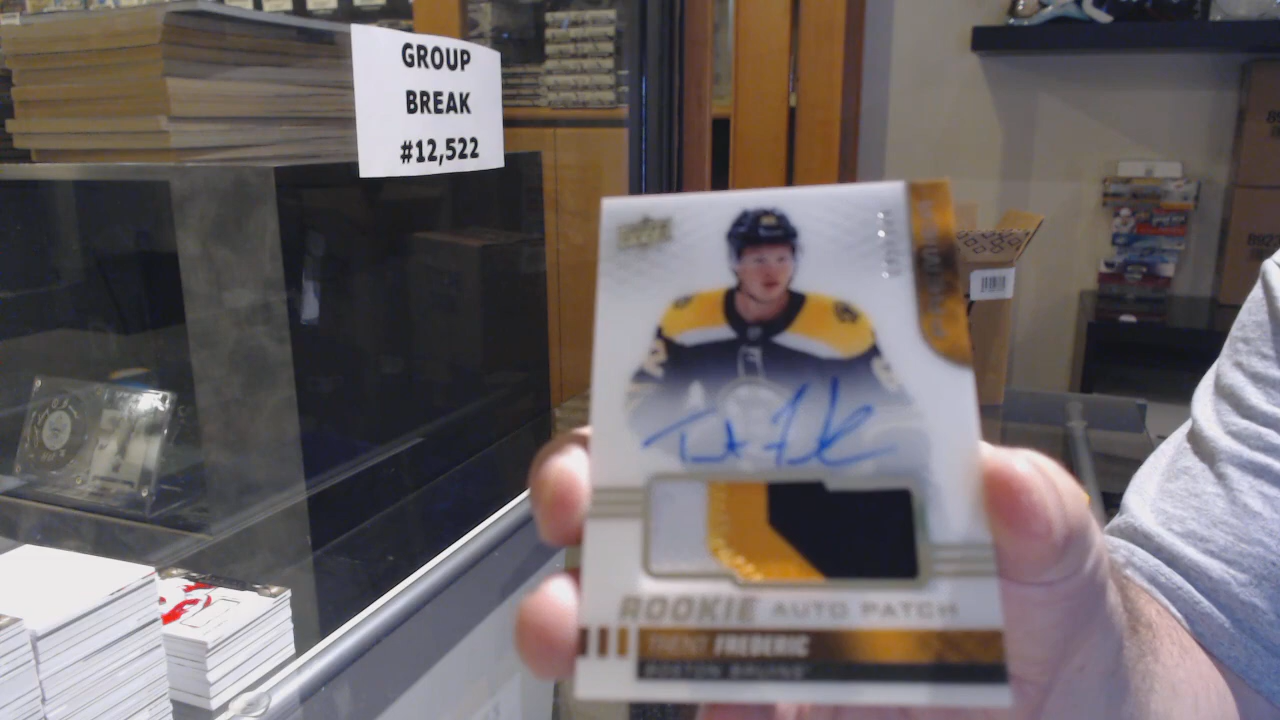 GROUP
BREAK
#12,522
ROOKIE AUTO PATCH
TRENT FREDERIC
BOSTON BRUINS